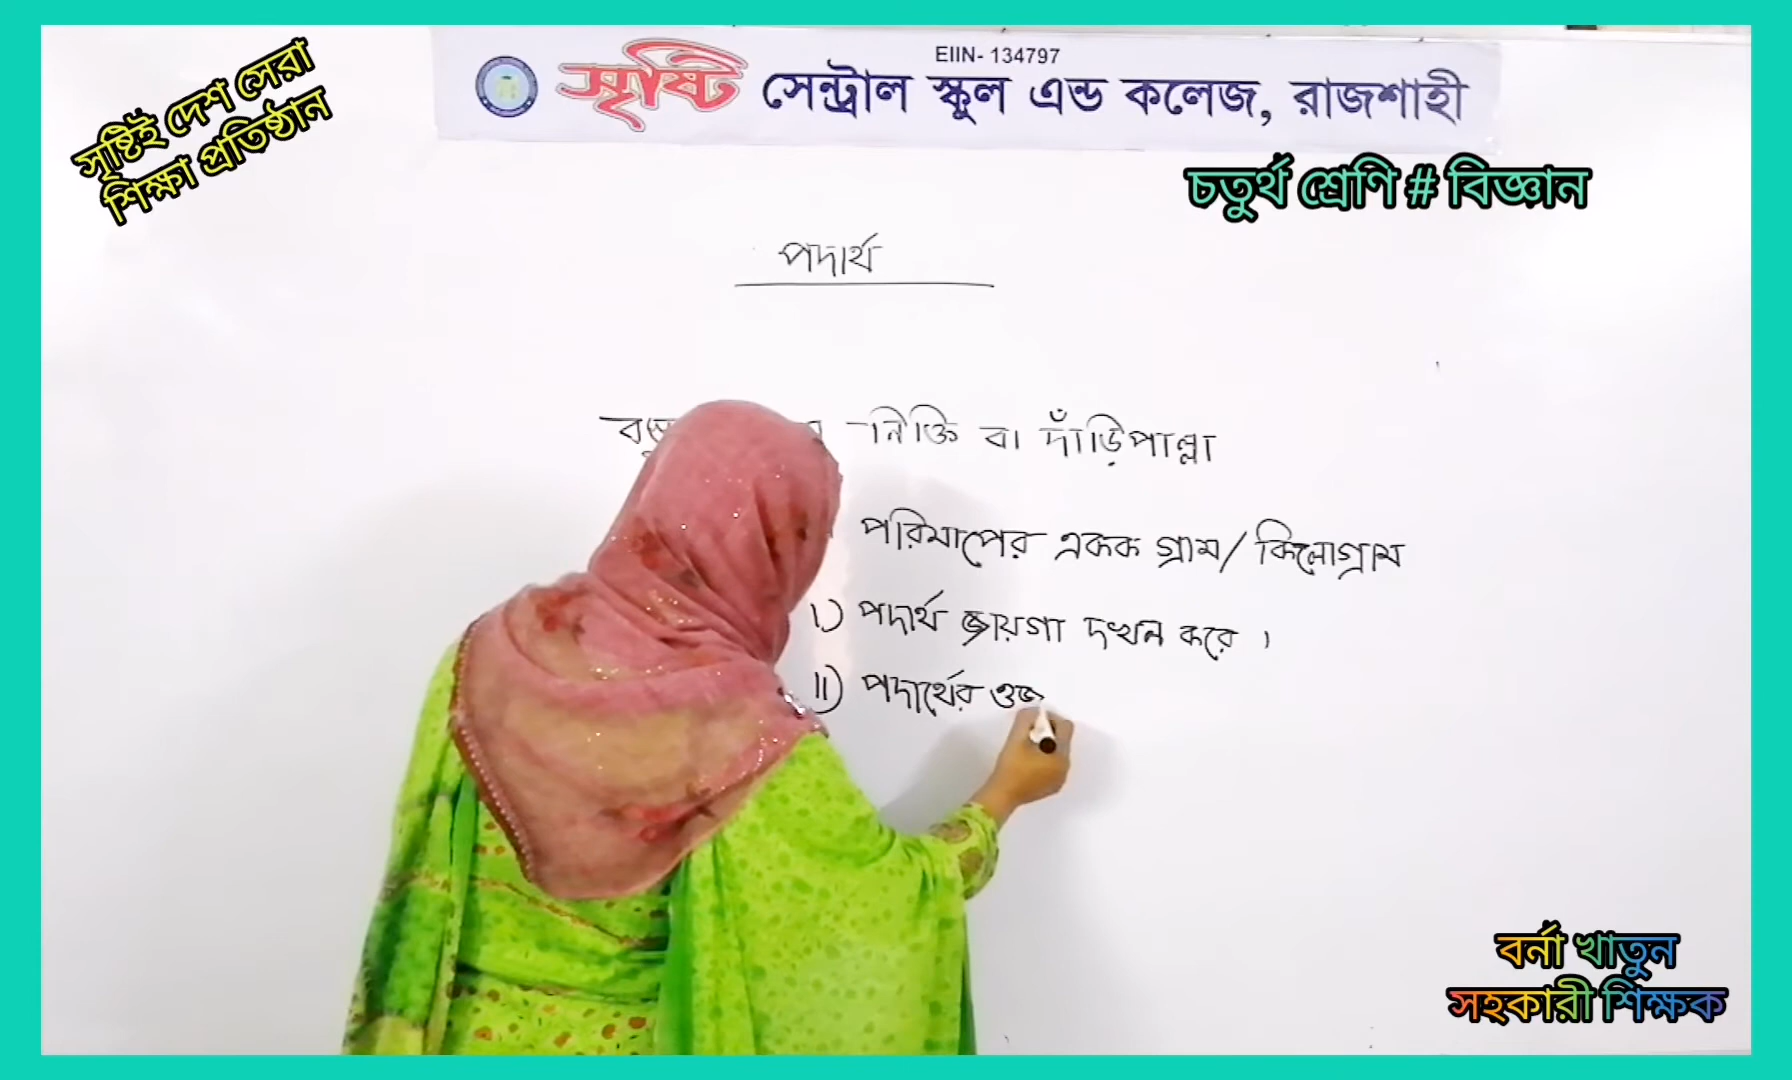 সৃষ্টিই দেশ সেরা
শিক্ষা প্রতিষ্ঠান
EIIN- 134797
সৃষ্টি সেন্ট্রাল স্কুল এন্ড কলেজ, রাজশাহী
চতুর্থ শ্রেণি # বিজ্ঞান
পদার্থ
নিক্তি বা দাঁড়িপাল্লা
পরিমাপের একক গ্রাম/ কিলোগ্রাম
I) পদার্থ জায়গা দখল করে ।
II) পদার্থের ওজ
বর্না খাতুন
সহকারী শিক্ষক